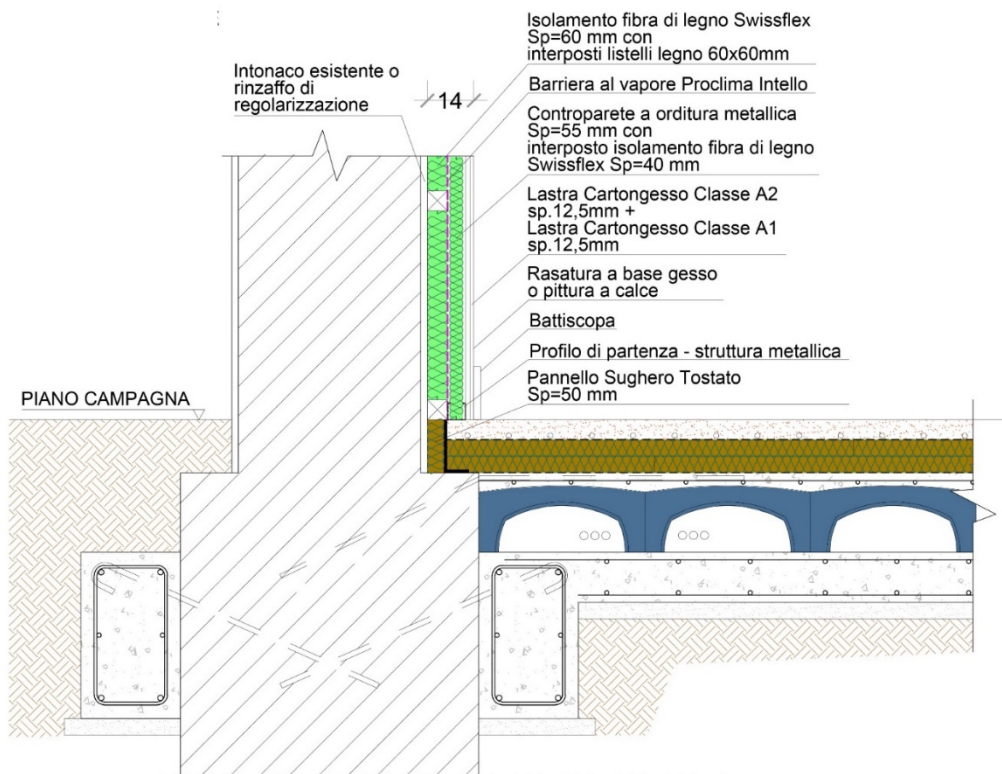 Isolamento fibra di legno Swissflex
Sp=60 mm con
interposti listelli legno 60x60mm
Intonaco esistente o
rinzaffo di
regolarizzazione
14
Barriera al vapore Proclima Intello
Controparete a orditura metallica
Sp=55 mm con
interposto isolamento fibra di legno
Swissflex Sp=40 mm
Lastra Cartongesso Classe A2
sp.12,5mm +
Lastra Cartongesso Classe A1
sp.12,5mm
Rasatura a base gesso
o pittura a calce
Battiscopa
Profilo di partenza - struttura metallica
Pannello Sughero Tostato
Sp=50 mm
PIANO CAMPAGNA